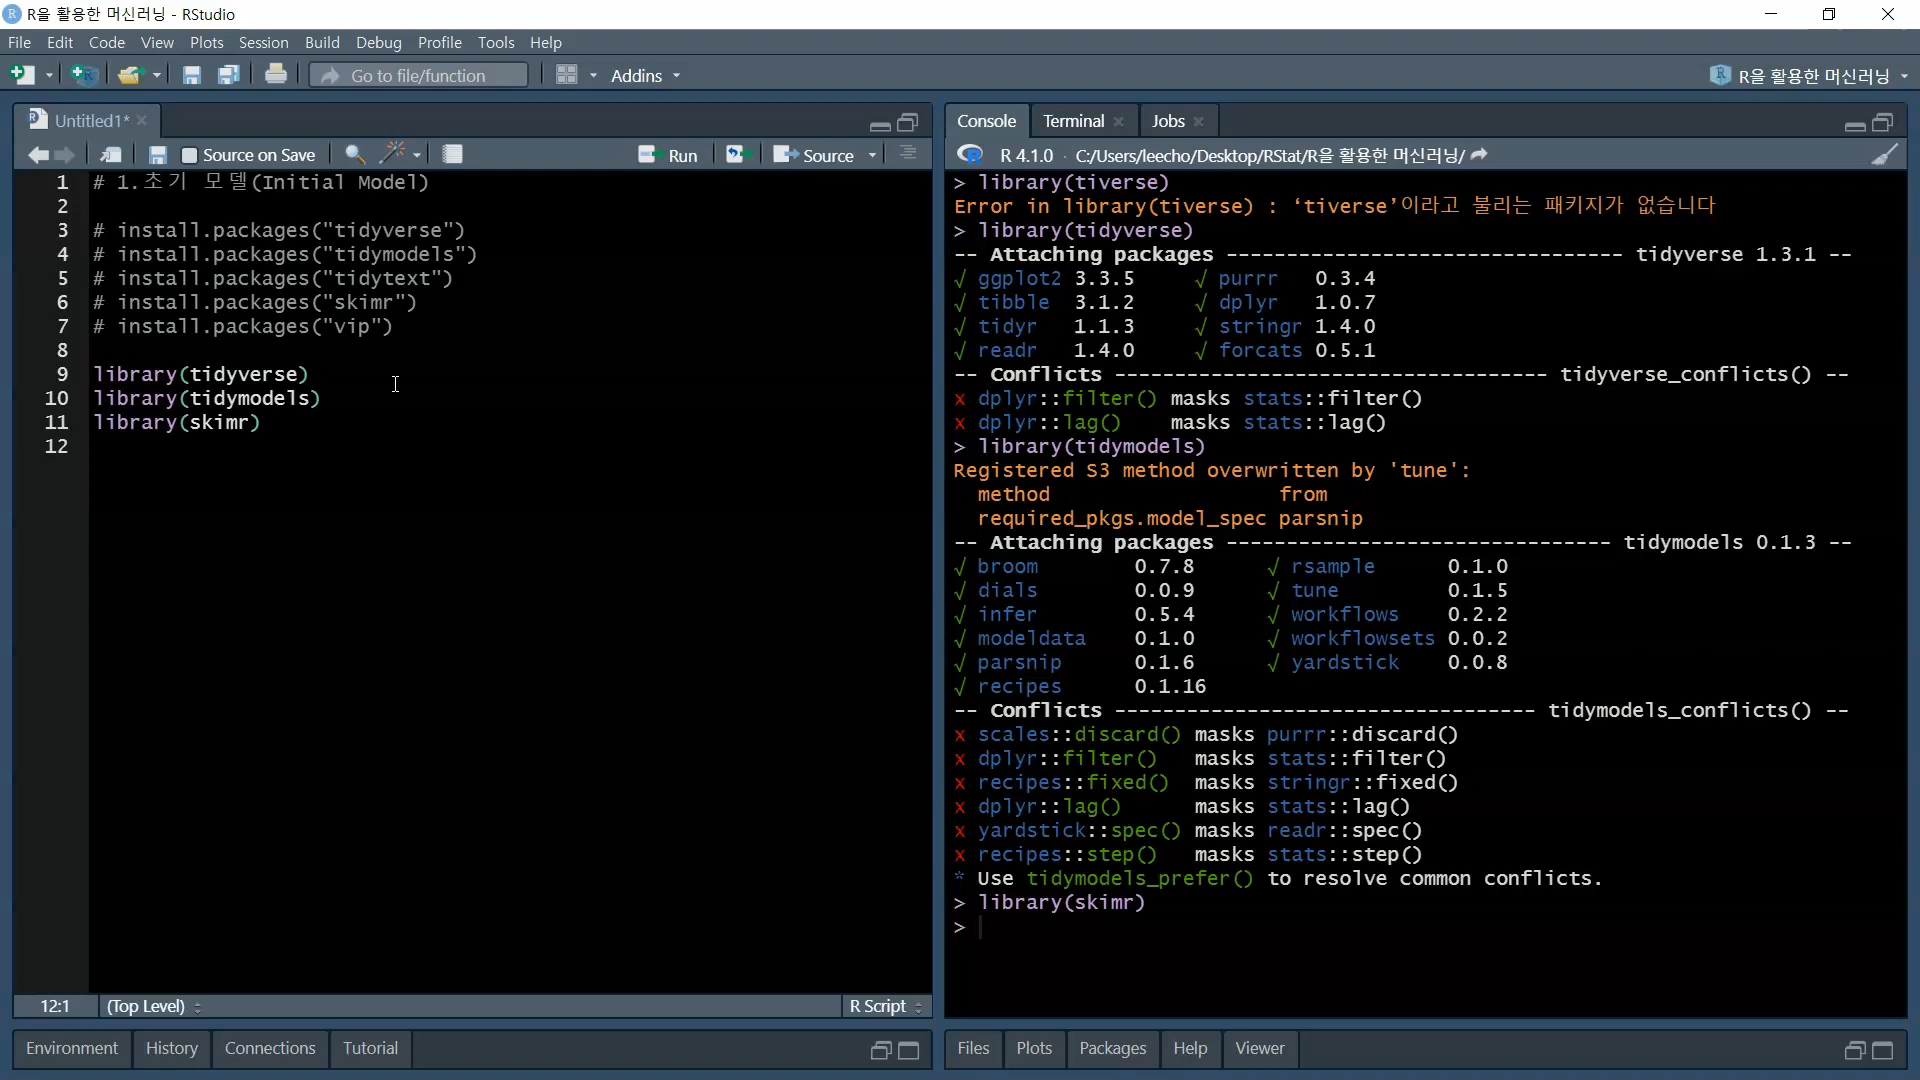 R을 활용한 머신러닝 - RStudio
File Edit Code View Plots Session Build Debug Profile Tools Help
Go to file/function Addins R을 활용한 머신러닝
Untitled1*
Source on Save Run Source
1 # 1.초기 모델(Initial Model)
2
3 # install.packages("tidyverse")
4 # install.packages("tidymodels")
5 # install.packages("tidytext")
6 # install.packages("skimr")
7 # install.packages("vip")
8
9 library(tidyverse)
10 library(tidymodels)
11 library(skimr)
12
12:1 (Top Level) R Script
Environment History Connections Tutorial
Console Terminal Jobs
R 4.1.0 · C:/Users/leecho/Desktop/RStat/R을 활용한 머신러닝/
> library(tiverse)
Error in library(tiverse) : ‘tiverse’이라고 불리는 패키지가 없습니다
> library(tidyverse)
-- Attaching packages --------------------------------- tidyverse 1.3.1 --
√ ggplot2 3.3.5 √ purrr 0.3.4
√ tibble 3.1.2 √ dplyr 1.0.7
√ tidyr 1.1.3 √ stringr 1.4.0
√ readr 1.4.0 √ forcats 0.5.1
-- Conflicts ------------------------------------ tidyverse_conflicts() --
x dplyr::filter() masks stats::filter()
x dplyr::lag() masks stats::lag()
> library(tidymodels)
Registered S3 method overwritten by 'tune':
method from
required_pkgs.model_spec parsnip
-- Attaching packages -------------------------------- tidymodels 0.1.3 --
√ broom 0.7.8 √ rsample 0.1.0
√ dials 0.0.9 √ tune 0.1.5
√ infer 0.5.4 √ workflows 0.2.2
√ modeldata 0.1.0 √ workflowsets 0.0.2
√ parsnip 0.1.6 √ yardstick 0.0.8
√ recipes 0.1.16
-- Conflicts ----------------------------------- tidymodels_conflicts() --
x scales::discard() masks purrr::discard()
x dplyr::filter() masks stats::filter()
x recipes::fixed() masks stringr::fixed()
x dplyr::lag() masks stats::lag()
x yardstick::spec() masks readr::spec()
x recipes::step() masks stats::step()
* Use tidymodels_prefer() to resolve common conflicts.
> library(skimr)
>
Files Plots Packages Help Viewer